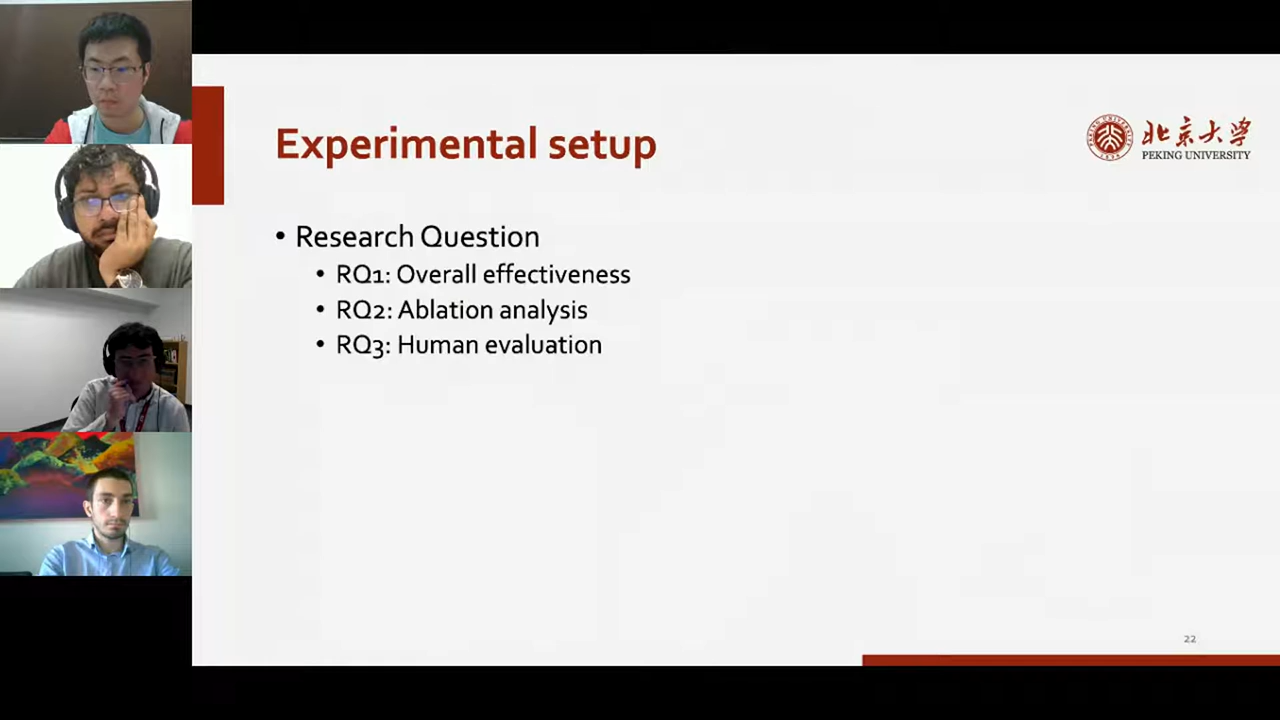 Experimental setup
北京大学
PEKING UNIVERSITY
• Research Question
• RQ1: Overall effectiveness
• RQ2: Ablation analysis
• RQ3: Human evaluation
22